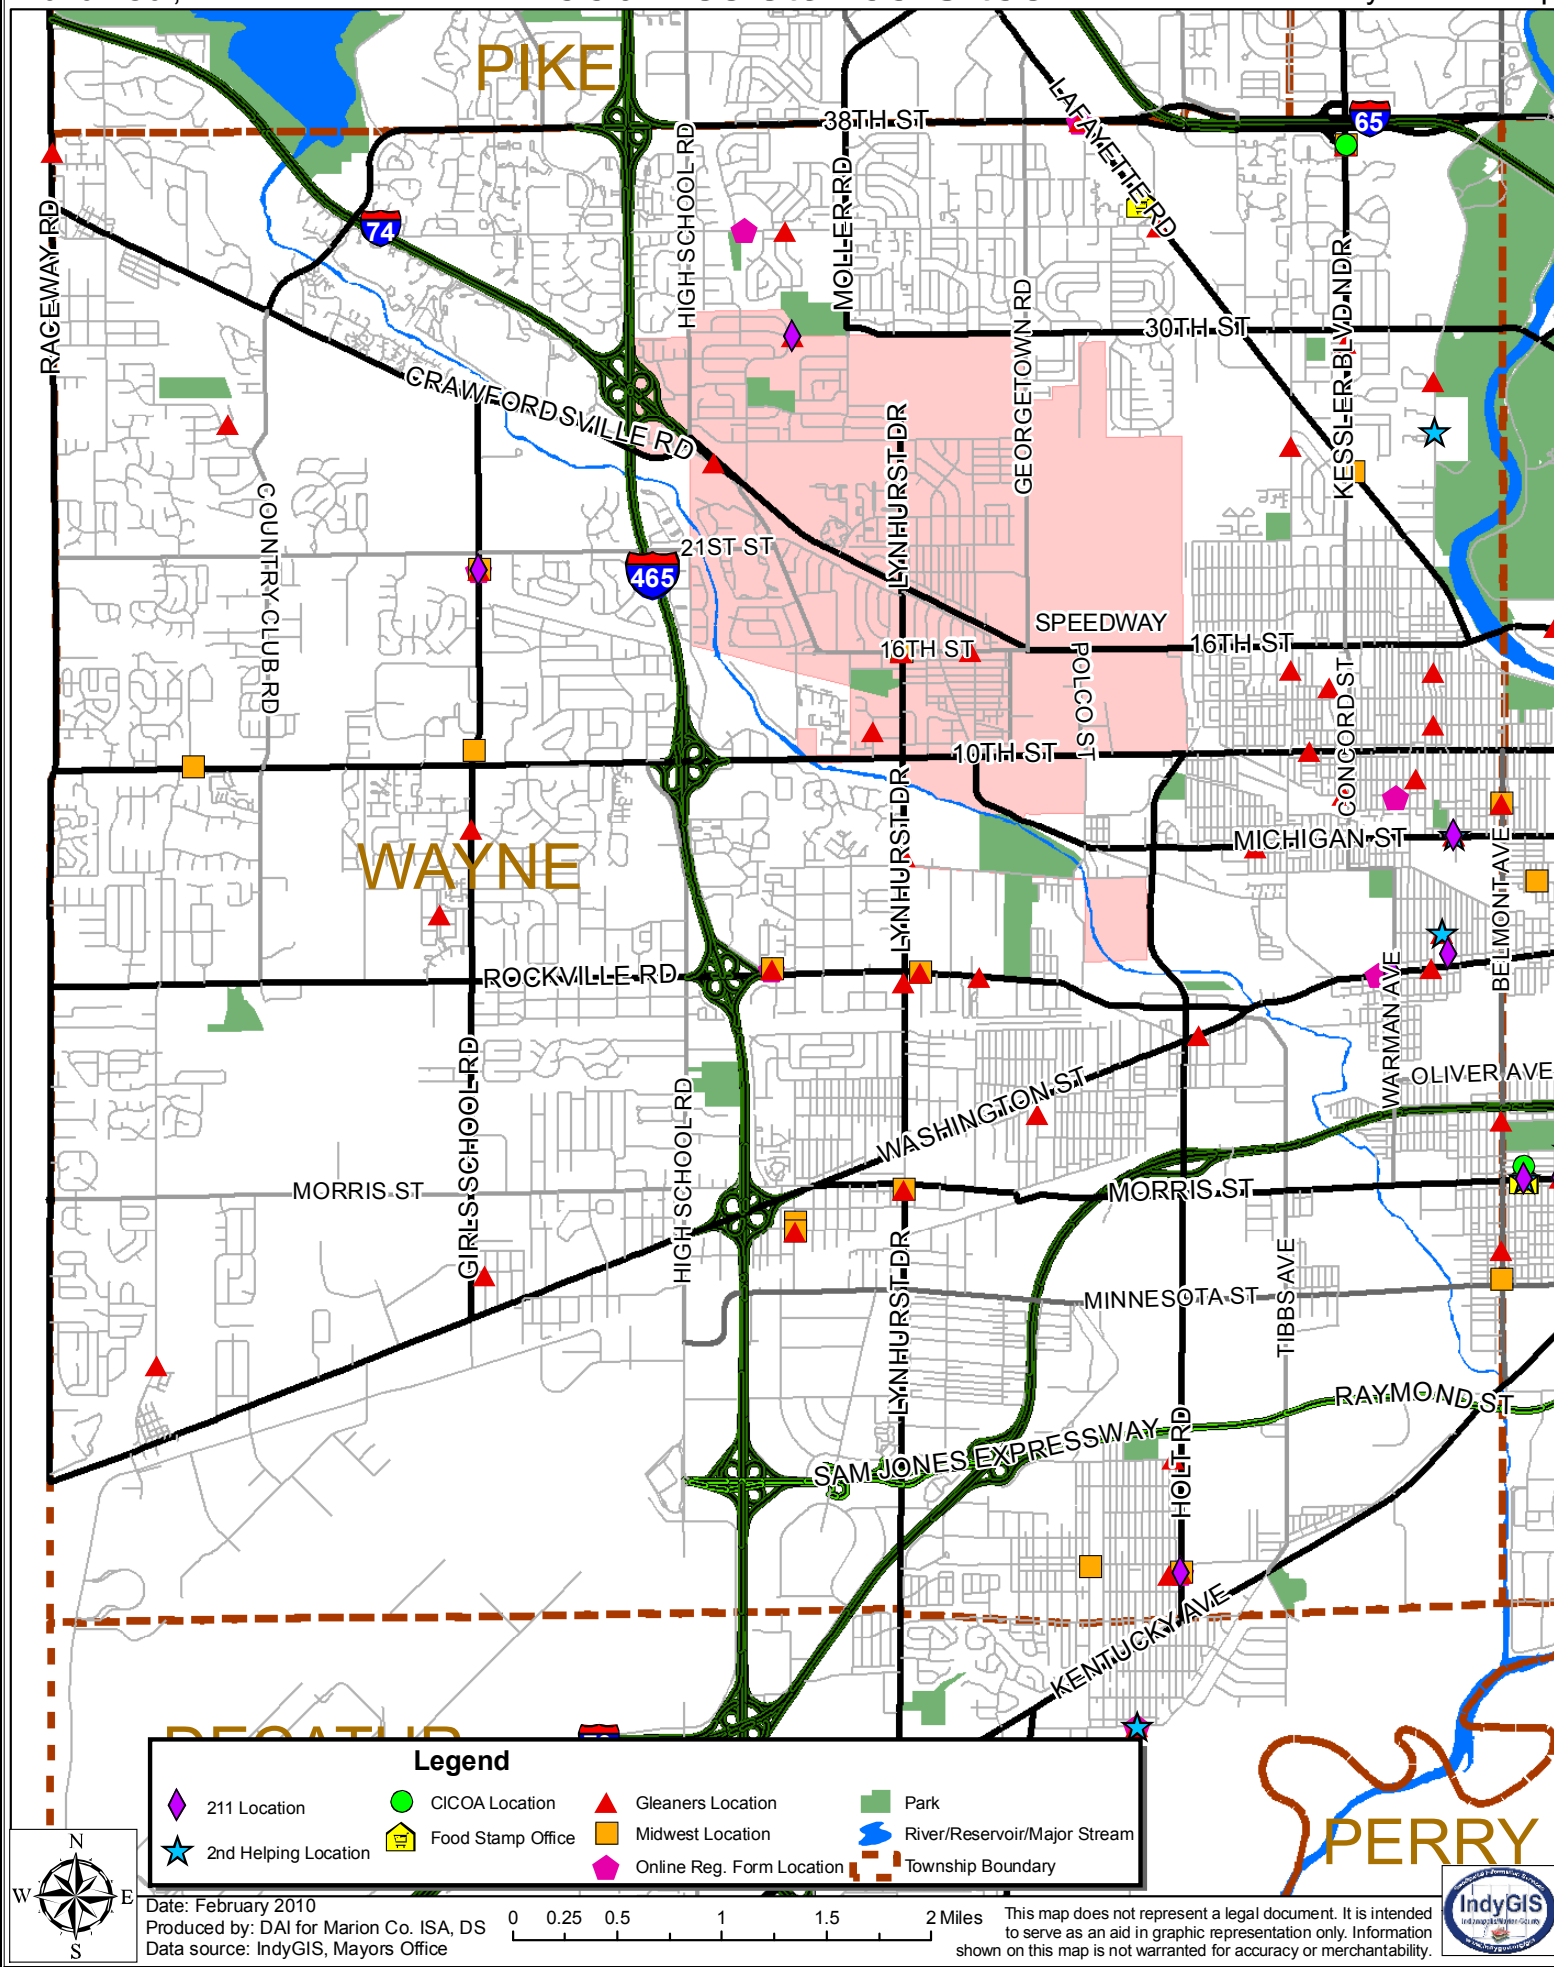 PIKE
38TH ST
65
LAFAYETTE RD
HIGH SCHOOL RD
MOLLER RD
RACEWAY RD
74
KESSLER BLVD NDR
GEORGETOWN RD
30TH ST
CRAWFORDSVILLE RD
LYNHURST DR
COUNTRY CLUB RD
21ST ST
465
SPEEDWAY
16TH ST
16TH ST
POLCO ST
CONCORD ST
10TH ST
LYNHURST DR
MICHIGAN ST
WAYNE
BELMONT AVE
ROCKVILLE RD
WARMAN AVE
GIRLS SCHOOL RD
HIGH SCHOOL RD
OLIVER AVE
WASHINGTON ST
MORRIS ST
MORRIS ST
LYNHURST DR
TIBBS AVE
MINNESOTA ST
RAYMOND ST
SAM JONES EXPRESSWAY
HOLT RD
KENTUCKY AVE
DECATUR
PERRY
Legend
211 Location
2nd Helping Location
CICOA Location
Food Stamp Office
Gleaners Location
Midwest Location
Online Reg. Form Location
Park
River/Reservoir/Major Stream
Township Boundary
N
W
E
S
Date: February 2010
Produced by: DAI for Marion Co. ISA, DS
Data source: IndyGIS, Mayors Office
0 0.25 0.5 1 1.5 2 Miles
This map does not represent a legal document. It is intended
to serve as an aid in graphic representation only. Information
shown on this map is not warranted for accuracy or merchantability.
IndyGIS
Indianapolis/Marion County